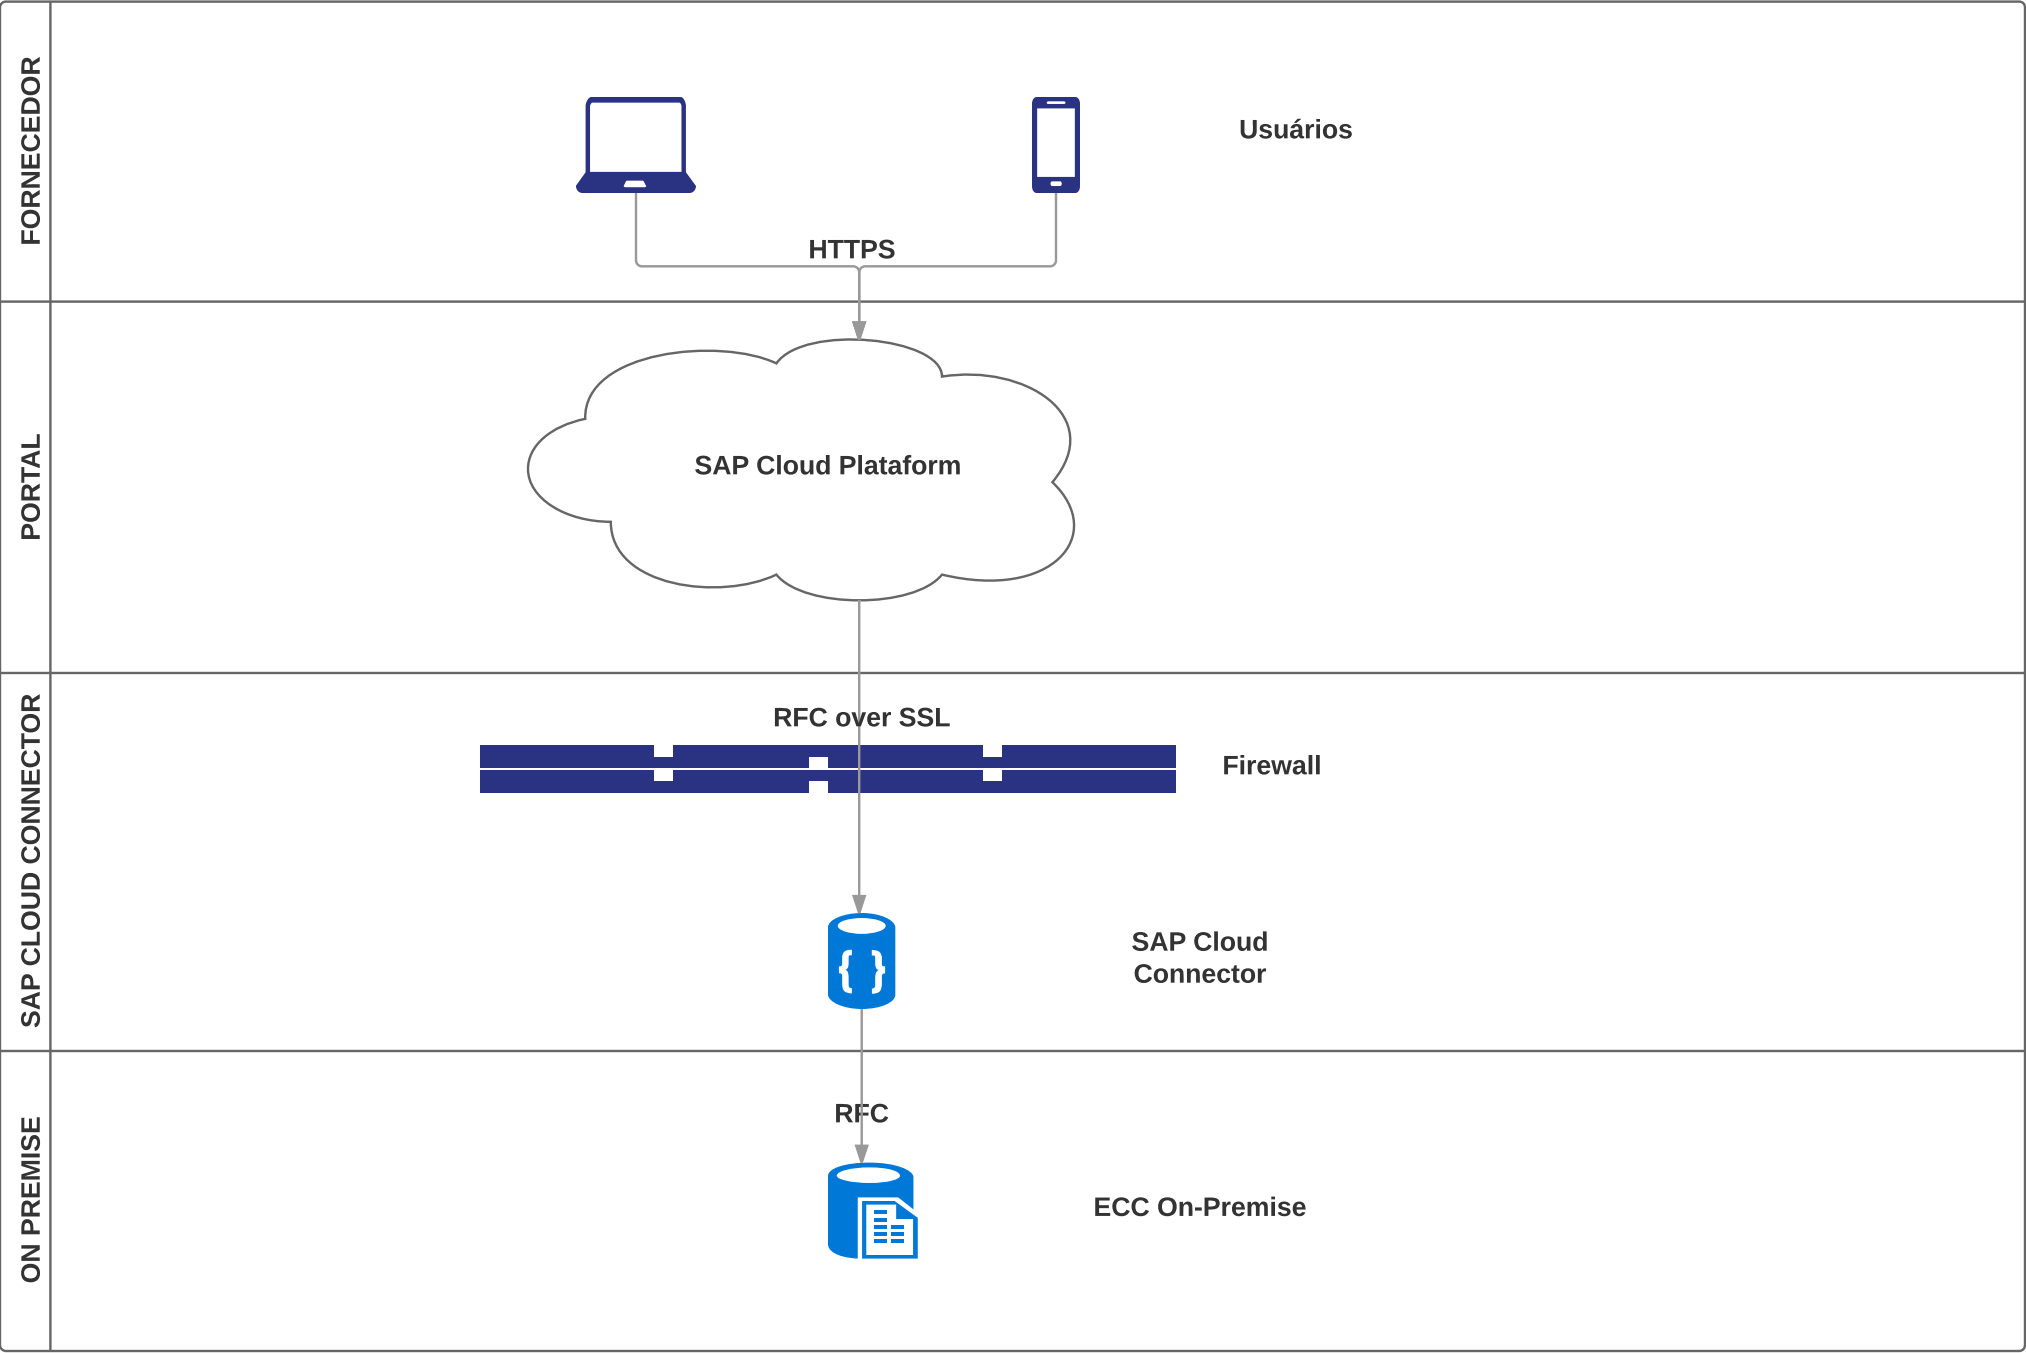 FORNECEDOR
Usuários
HTTPS
PORTAL
SAP Cloud Plataform
SAP CLOUD CONNECTOR
RFC over SSL
Firewall
{ }
SAP Cloud
Connector
ON PREMISE
RFC
ECC On-Premise